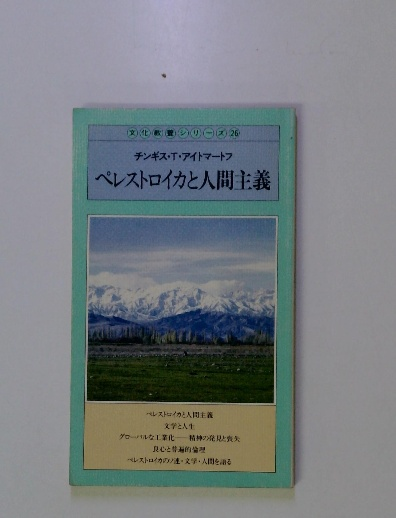 文化教養シリーズ26
チンギス・T・アイトマートフ
ペレストロイカと人間主義
ペレストロイカと人間主義
文学と人生
グローバルな工業化——精神の発見と喪失
良心と普遍的倫理
ペレストロイカのソ連・文学・人間を語る